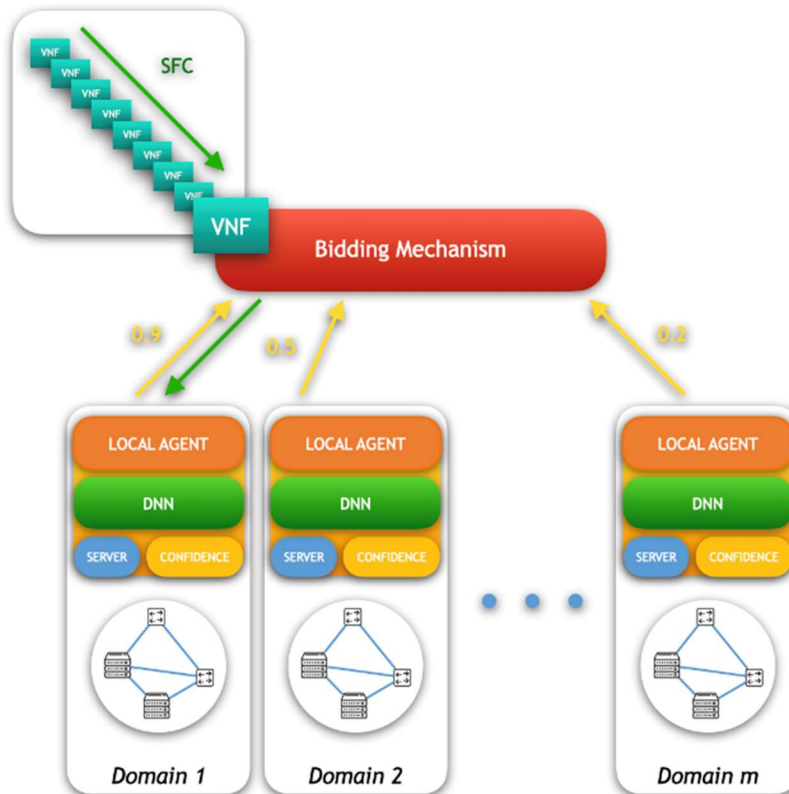 VNF
SFC
VNF
VNF
VNF
VNF
VNF
VNF
VNF
VNF
Bidding Mechanism
0.9
0.5
0.2
LOCAL AGENT
LOCAL AGENT
LOCAL AGENT
DNN
DNN
DNN
SERVER
CONFIDENCE
SERVER
CONFIDENCE
SERVER
CONFIDENCE
Domain 1
Domain 2
Domain m